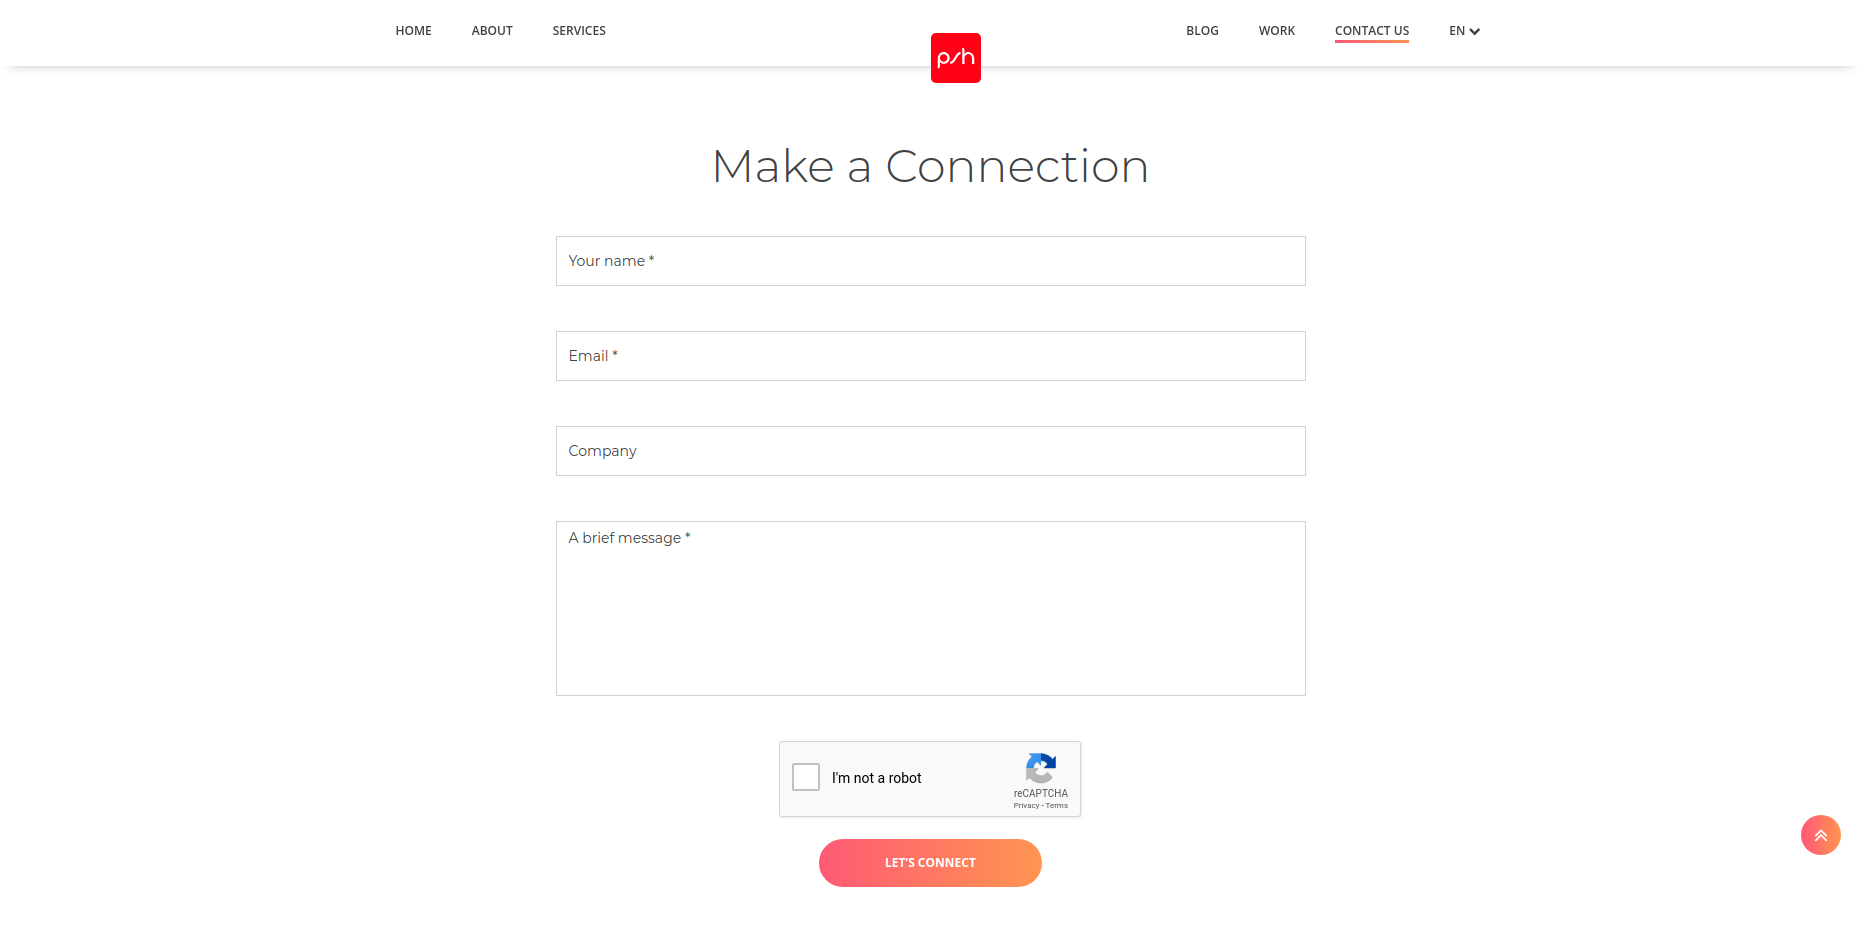 HOME ABOUT SERVICES psh BLOG WORK CONTACT US EN
Make a Connection
Your name *
Email *
Company
A brief message *
I'm not a robot
reCAPTCHA
Privacy - Terms
LET'S CONNECT